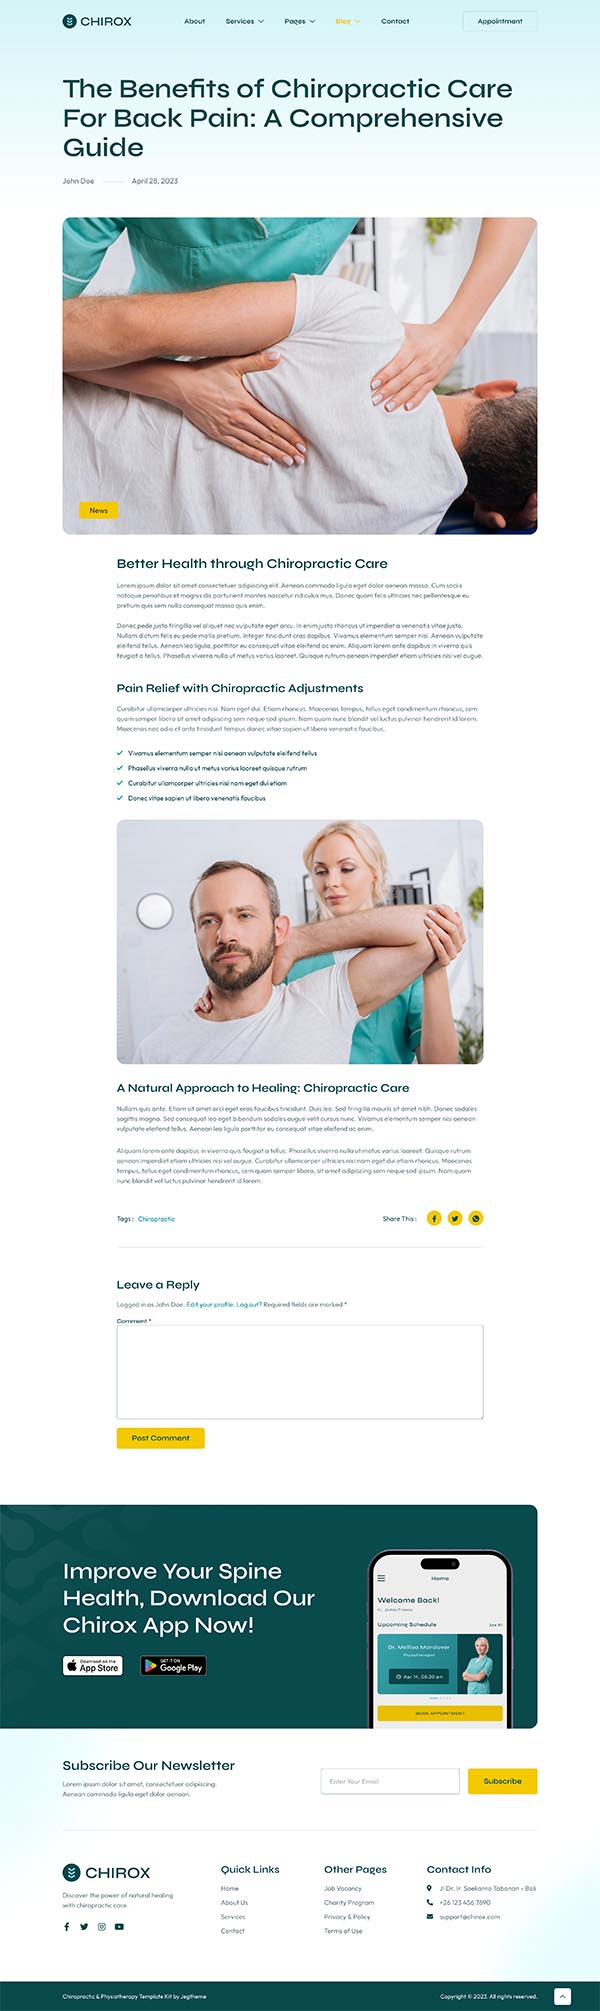 CHIROX
About Services Pages Blog Contact Appointment
The Benefits of Chiropractic Care
For Back Pain: A Comprehensive
Guide
John Doe April 28, 2023
News
Better Health through Chiropractic Care
Lorem ipsum dolor sit amet consectetuer adipiscing elit. Aenean commodo ligula eget dolor aenean massa. Cum sociis
natoque penatibus et magnis dis parturient montes nascetur ridiculus mus. Donec quam felis ultricies nec pellentesque eu
pretium quis sem nulla consequat massa quis enim.
Donec pede justo fringilla vel aliquet nec vulputate eget arcu. In enim justo rhoncus ut imperdiet a venenatis vitae justo.
Nullam dictum felis eu pede mollis pretium. Integer tincidunt cras dapibus. Vivamus elementum semper nisi. Aenean vulputate
eleifend tellus. Aenean leo ligula, porttitor eu consequat vitae eleifend ac enim. Aliquam lorem ante dapibus in viverra quis
feugiat a tellus. Phasellus viverra nulla ut metus varius laoreet. Quisque rutrum aenean imperdiet etiam ultricies nisi vel augue.
Pain Relief with Chiropractic Adjustments
Curabitur ullamcorper ultricies nisi. Nam eget dui. Etiam rhoncus. Maecenas tempus, tellus eget condimentum rhoncus, sem
quam semper libero sit amet adipiscing sem neque sed ipsum. Nam quam nunc blandit vel luctus pulvinar hendrerit id lorem.
Maecenas nec odio et ante tincidunt tempus donec vitae sapien ut libero venenatis faucibus.
Vivamus elementum semper nisi aenean vulputate eleifend tellus
Phasellus viverra nulla ut metus varius laoreet quisque rutrum
Curabitur ullamcorper ultricies nisi nam eget dui etiam
Donec vitae sapien ut libero venenatis faucibus
A Natural Approach to Healing: Chiropractic Care
Nullam quis ante. Etiam sit amet orci eget eros faucibus tincidunt. Duis leo. Sed fringilla mauris sit amet nibh. Donec sodales
sagittis magna. Sed consequat leo eget bibendum sodales augue velit cursus nunc. Vivamus elementum semper nisi aenean
vulputate eleifend tellus. Aenean leo ligula porttitor eu consequat vitae eleifend ac enim.
Aliquam lorem ante dapibus in viverra quis feugiat a tellus. Phasellus viverra nulla ut metus varius laoreet. Quisque rutrum
aenean imperdiet etiam ultricies nisi vel augue. Curabitur ullamcorper ultricies nisi nam eget dui etiam rhoncus. Maecenas
tempus, tellus eget condimentum rhoncus, sem quam semper libero, sit amet adipiscing sem neque sed ipsum. Nam quam
nunc blandit vel luctus pulvinar hendrerit id lorem.
Tags : Chiropractic Share This :
Leave a Reply
Logged in as John Doe. Edit your profile. Log out? Required fields are marked *
Comment *
Post Comment
Improve Your Spine
Health, Download Our
Chirox App Now!
Download on the
App Store
GET IT ON
Google Play
Home
Welcome Back!
Hi, James Franco
Upcoming Schedule See All
Dr. Mellisa Mandover
Physiotherapist
Apr 14, 08:30 am
BOOK APPOINTMENT
Subscribe Our Newsletter
Lorem ipsum dolor sit amet, consectetuer adipiscing.
Aenean commodo ligula eget dolor aenean.
Enter Your Email Subscribe
CHIROX
Discover the power of natural healing
with chiropractic care.
Quick Links
Home
About Us
Services
Contact
Other Pages
Job Vacancy
Charity Program
Privacy & Policy
Terms of Use
Contact Info
Jl Dr. Ir. Soekarno Tabanan - Bali
+26 123 456 7890
support@chirox.com
Chiropractic & Physiotherapy Template Kit by Jegtheme
Copyright © 2023. All rights reserved.